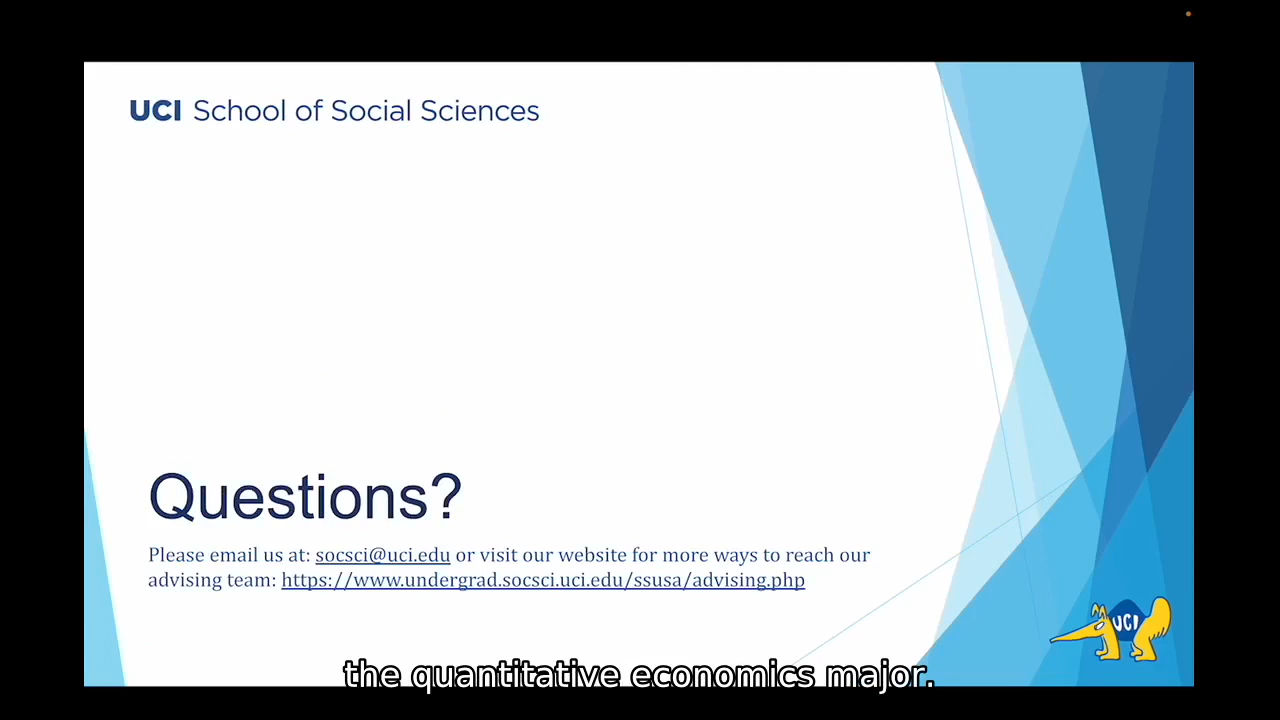 UCI School of Social Sciences
Questions?
Please email us at: socsci@uci.edu or visit our website for more ways to reach our
advising team: https://www.undergrad.socsci.uci.edu/ssusa/advising.php
UCI
the quantitative economics major.